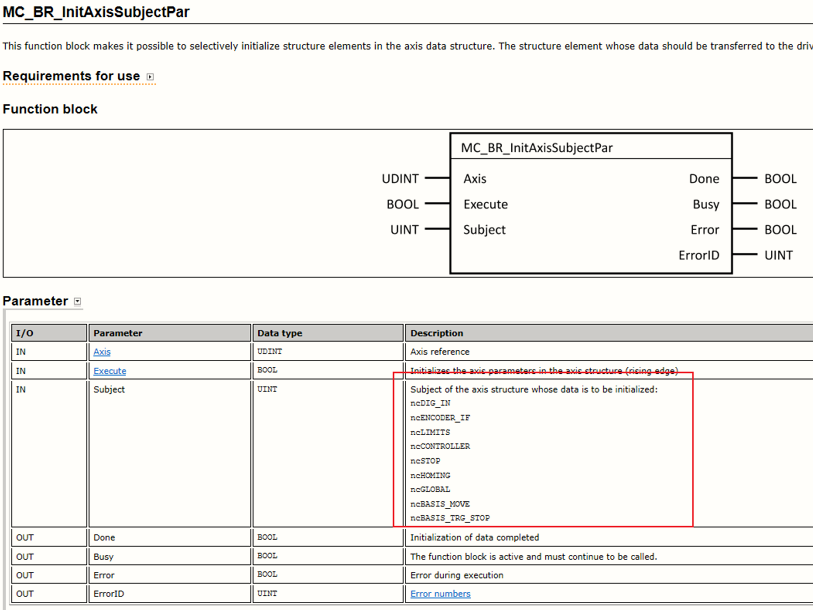 MC_BR_InitAxisSubjectPar
This function block makes it possible to selectively initialize structure elements in the axis data structure. The structure element whose data should be transferred to the
Requirements for use
Function block
MC_BR_InitAxisSubjectPar
UDINT Axis Done BOOL
BOOL Execute Busy BOOL
UINT Subject Error BOOL
ErrorID UINT
Parameter
I/O Parameter Data type Description
IN Axis UDINT Axis reference
IN Execute BOOL Initializes the axis parameters in the axis structure (rising edge)
IN Subject UINT Subject of the axis structure whose data is to be initialized:
ncDIG_IN
ncENCODER_IF
ncLIMITS
ncCONTROLLER
ncSTOP
ncHOMING
ncGLOBAL
ncBASIS_MOVE
ncBASIS_TRG_STOP
OUT Done BOOL Initialization of data completed
OUT Busy BOOL The function block is active and must continue to be called.
OUT Error BOOL Error during execution
OUT ErrorID UINT Error numbers